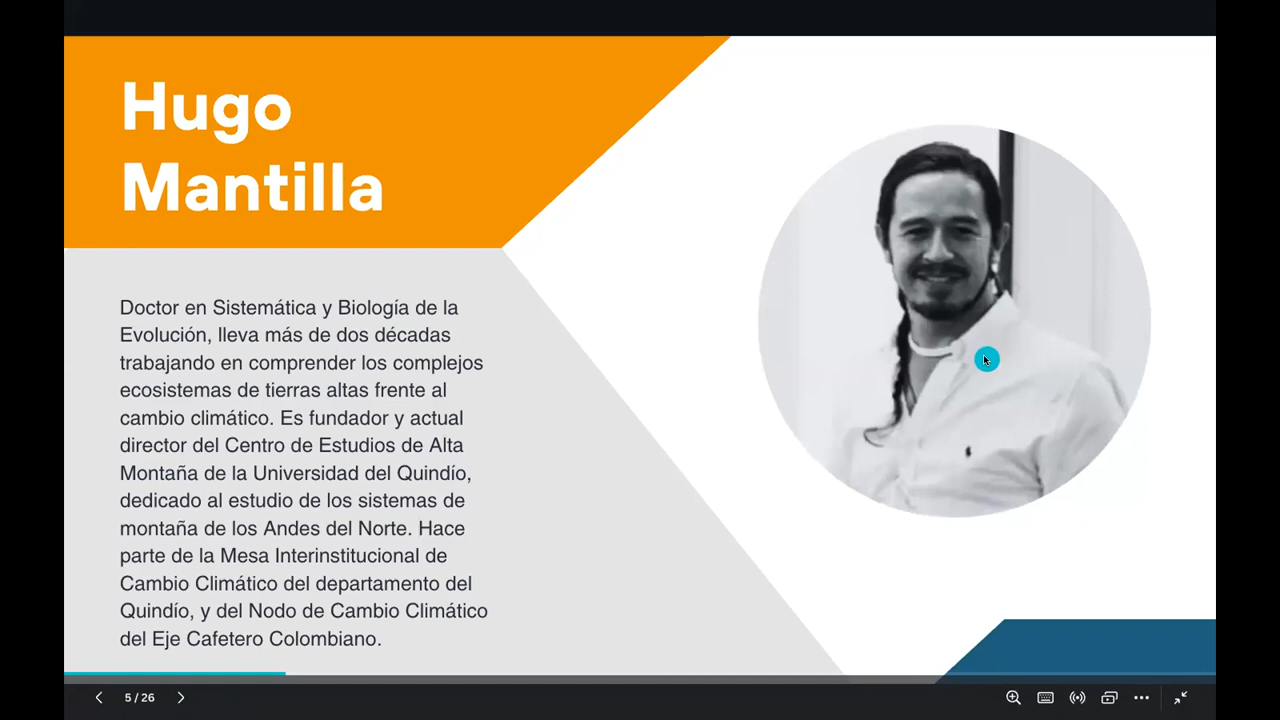 Hugo
Mantilla
Doctor en Sistemática y Biología de la
Evolución, lleva más de dos décadas
trabajando en comprender los complejos
ecosistemas de tierras altas frente al
cambio climático. Es fundador y actual
director del Centro de Estudios de Alta
Montaña de la Universidad del Quindío,
dedicado al estudio de los sistemas de
montaña de los Andes del Norte. Hace
parte de la Mesa Interinstitucional de
Cambio Climático del departamento del
Quindío, y del Nodo de Cambio Climático
del Eje Cafetero Colombiano.
5 / 26